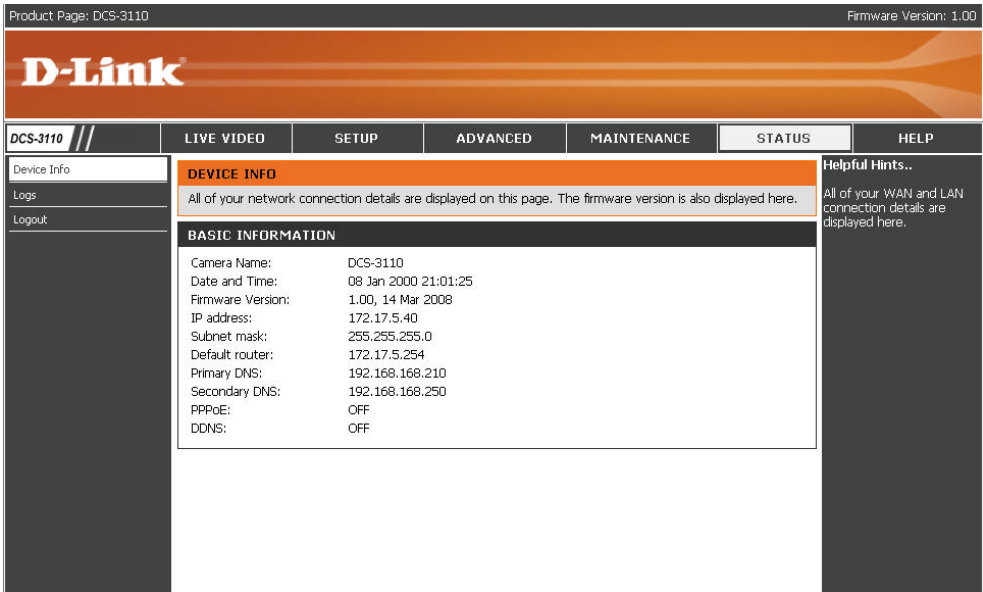 Product Page: DCS-3110
Firmware Version: 1.00
D-Link
DCS-3110
LIVE VIDEO
SETUP
ADVANCED
MAINTENANCE
STATUS
HELP
Device Info
Logs
Logout
DEVICE INFO
All of your network connection details are displayed on this page. The firmware version is also displayed here.
BASIC INFORMATION
Camera Name: DCS-3110
Date and Time: 08 Jan 2000 21:01:25
Firmware Version: 1.00, 14 Mar 2008
IP address: 172.17.5.40
Subnet mask: 255.255.255.0
Default router: 172.17.5.254
Primary DNS: 192.168.168.210
Secondary DNS: 192.168.168.250
PPPoE: OFF
DDNS: OFF
Helpful Hints..
All of your WAN and LAN
connection details are
displayed here.